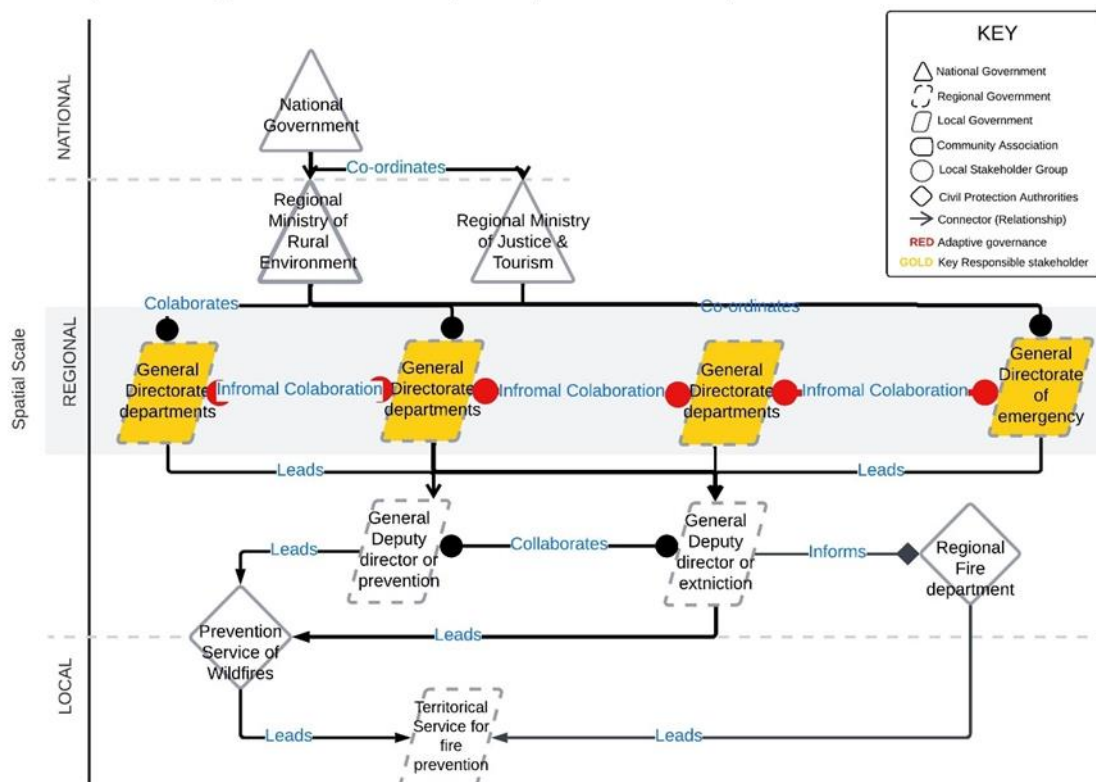 KEY
National Government
Regional Government
Local Government
Community Association
Local Stakeholder Group
Civil Protection Authorities
Connector (Relationship)
RED Adaptive governance
GOLD Key Responsible stakeholder
Spatial Scale
NATIONAL
National
Government
Co-ordinates
Regional
Ministry of
Rural
Environment
Regional Ministry
of Justice &
Tourism
Colaborates
Co-ordinates
REGIONAL
General
Directorate
departments
Infromal Colaboration
General
Directorate
departments
Infromal Colaboration
General
Directorate
departments
Infromal Colaboration
General
Directorate
of
emergency
Leads
Leads
General
Deputy
director or
prevention
Collaborates
General
Deputy
director or
extniction
Informs
Regional
Fire
department
Leads
Prevention
Service of
Wildfires
Leads
LOCAL
Leads
Territorical
Service for
fire
prevention
Leads